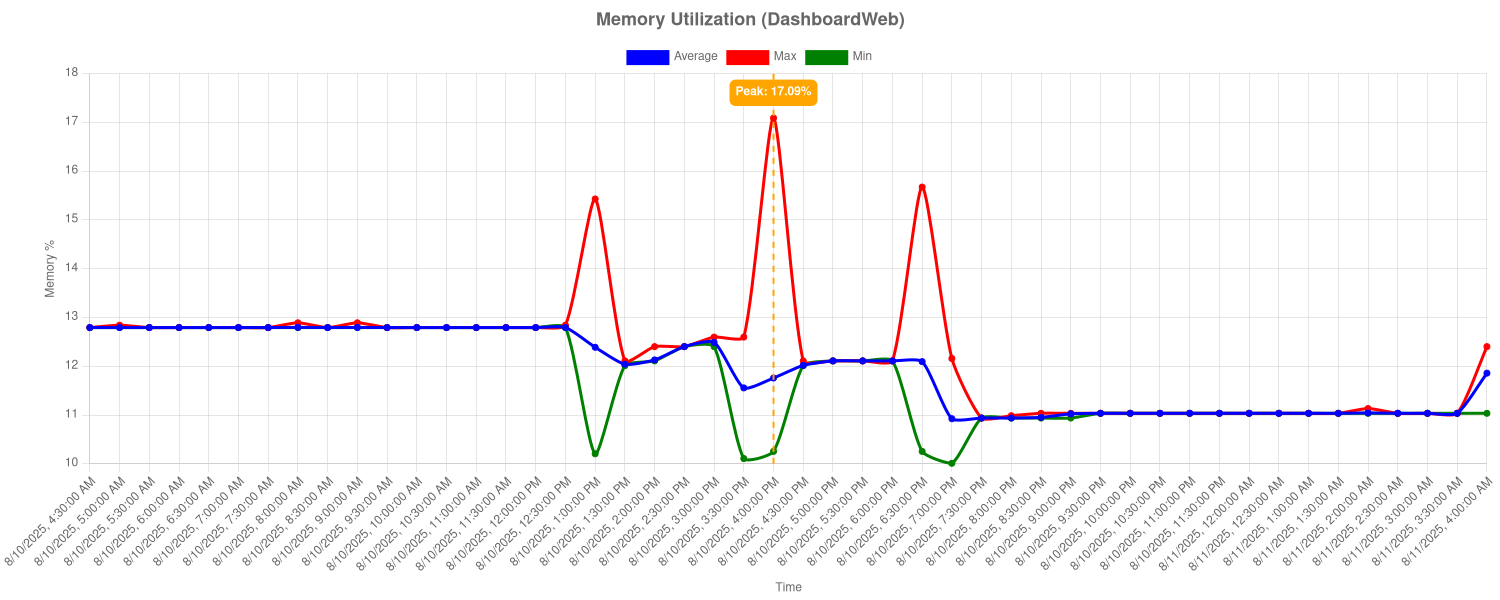 Memory Utilization (DashboardWeb)
Average Max Min
Peak: 17.09%
18
17
16
15
14
13
12
11
10
Memory %
8/10/2025, 4:30:00 AM
8/10/2025, 5:00:00 AM
8/10/2025, 5:30:00 AM
8/10/2025, 6:00:00 AM
8/10/2025, 6:30:00 AM
8/10/2025, 7:00:00 AM
8/10/2025, 7:30:00 AM
8/10/2025, 8:00:00 AM
8/10/2025, 8:30:00 AM
8/10/2025, 9:00:00 AM
8/10/2025, 9:30:00 AM
8/10/2025, 10:00:00 AM
8/10/2025, 10:30:00 AM
8/10/2025, 11:00:00 AM
8/10/2025, 11:30:00 AM
8/10/2025, 12:00:00 PM
8/10/2025, 12:30:00 PM
8/10/2025, 1:00:00 PM
8/10/2025, 1:30:00 PM
8/10/2025, 2:00:00 PM
8/10/2025, 2:30:00 PM
8/10/2025, 3:00:00 PM
8/10/2025, 3:30:00 PM
8/10/2025, 4:00:00 PM
8/10/2025, 4:30:00 PM
8/10/2025, 5:00:00 PM
8/10/2025, 5:30:00 PM
8/10/2025, 6:00:00 PM
8/10/2025, 6:30:00 PM
8/10/2025, 7:00:00 PM
8/10/2025, 7:30:00 PM
8/10/2025, 8:00:00 PM
8/10/2025, 8:30:00 PM
8/10/2025, 9:00:00 PM
8/10/2025, 9:30:00 PM
8/10/2025, 10:00:00 PM
8/10/2025, 10:30:00 PM
8/10/2025, 11:00:00 PM
8/10/2025, 11:30:00 PM
8/11/2025, 12:00:00 AM
8/11/2025, 12:30:00 AM
8/11/2025, 1:00:00 AM
8/11/2025, 1:30:00 AM
8/11/2025, 2:00:00 AM
8/11/2025, 2:30:00 AM
8/11/2025, 3:00:00 AM
8/11/2025, 3:30:00 AM
8/11/2025, 4:00:00 AM
Time